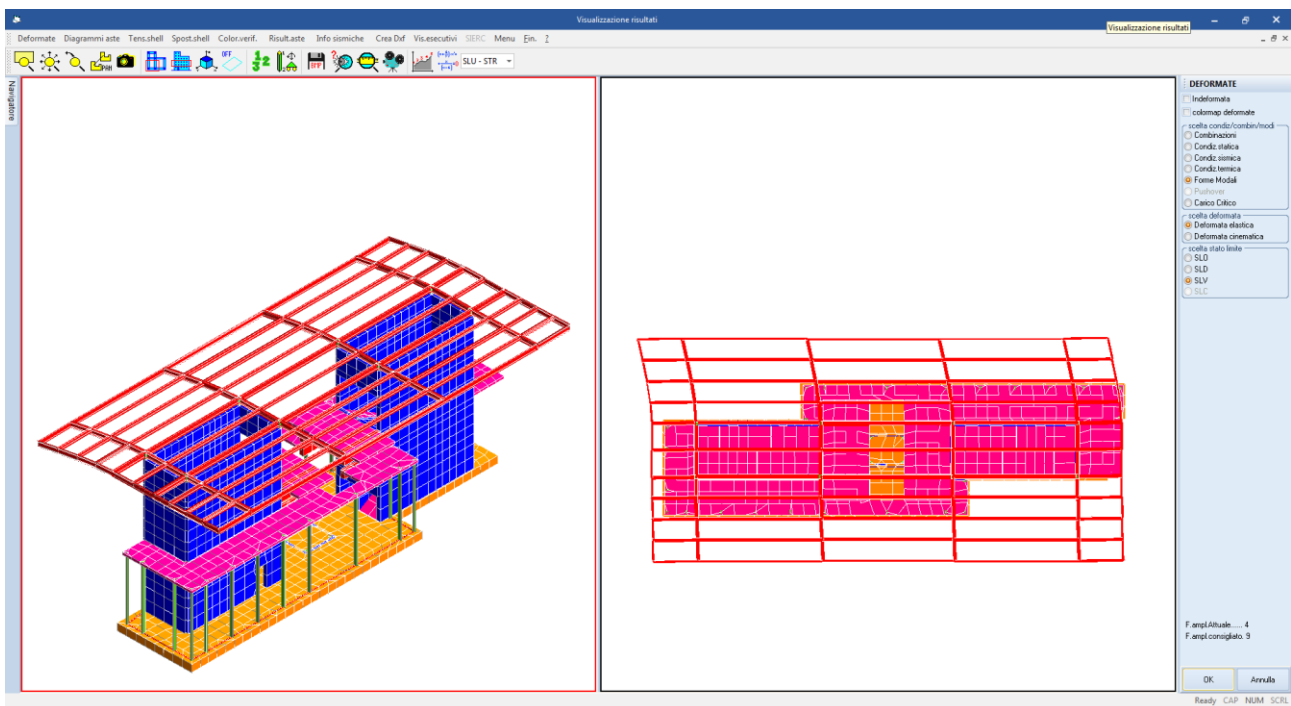 Visualizzazione risultati
Visualizzazione risultati
Deformate Diagrammi aste Tens.shell Spost.shell Color.verif. Risult.aste Info sismiche Crea Dxf Vis.esecutivi SIERC Menu Fin. ?
PAN OFF SLU - STR
Navigatore
DEFORMATE
Indeformata
colormap deformate
scelta condiz/combin/modi
Combinazioni
Condiz.statica
Condiz.sismica
Condiz.termica
Forme Modali
Pushover
Carico Critico
scelta deformata
Deformata elastica
Deformata cinematica
scelta stato limite
SLO
SLD
SLV
SLC
F.ampl.Attuale...... 4
F.ampl.consigliato. 9
OK Annulla
Ready CAP NUM SCRL